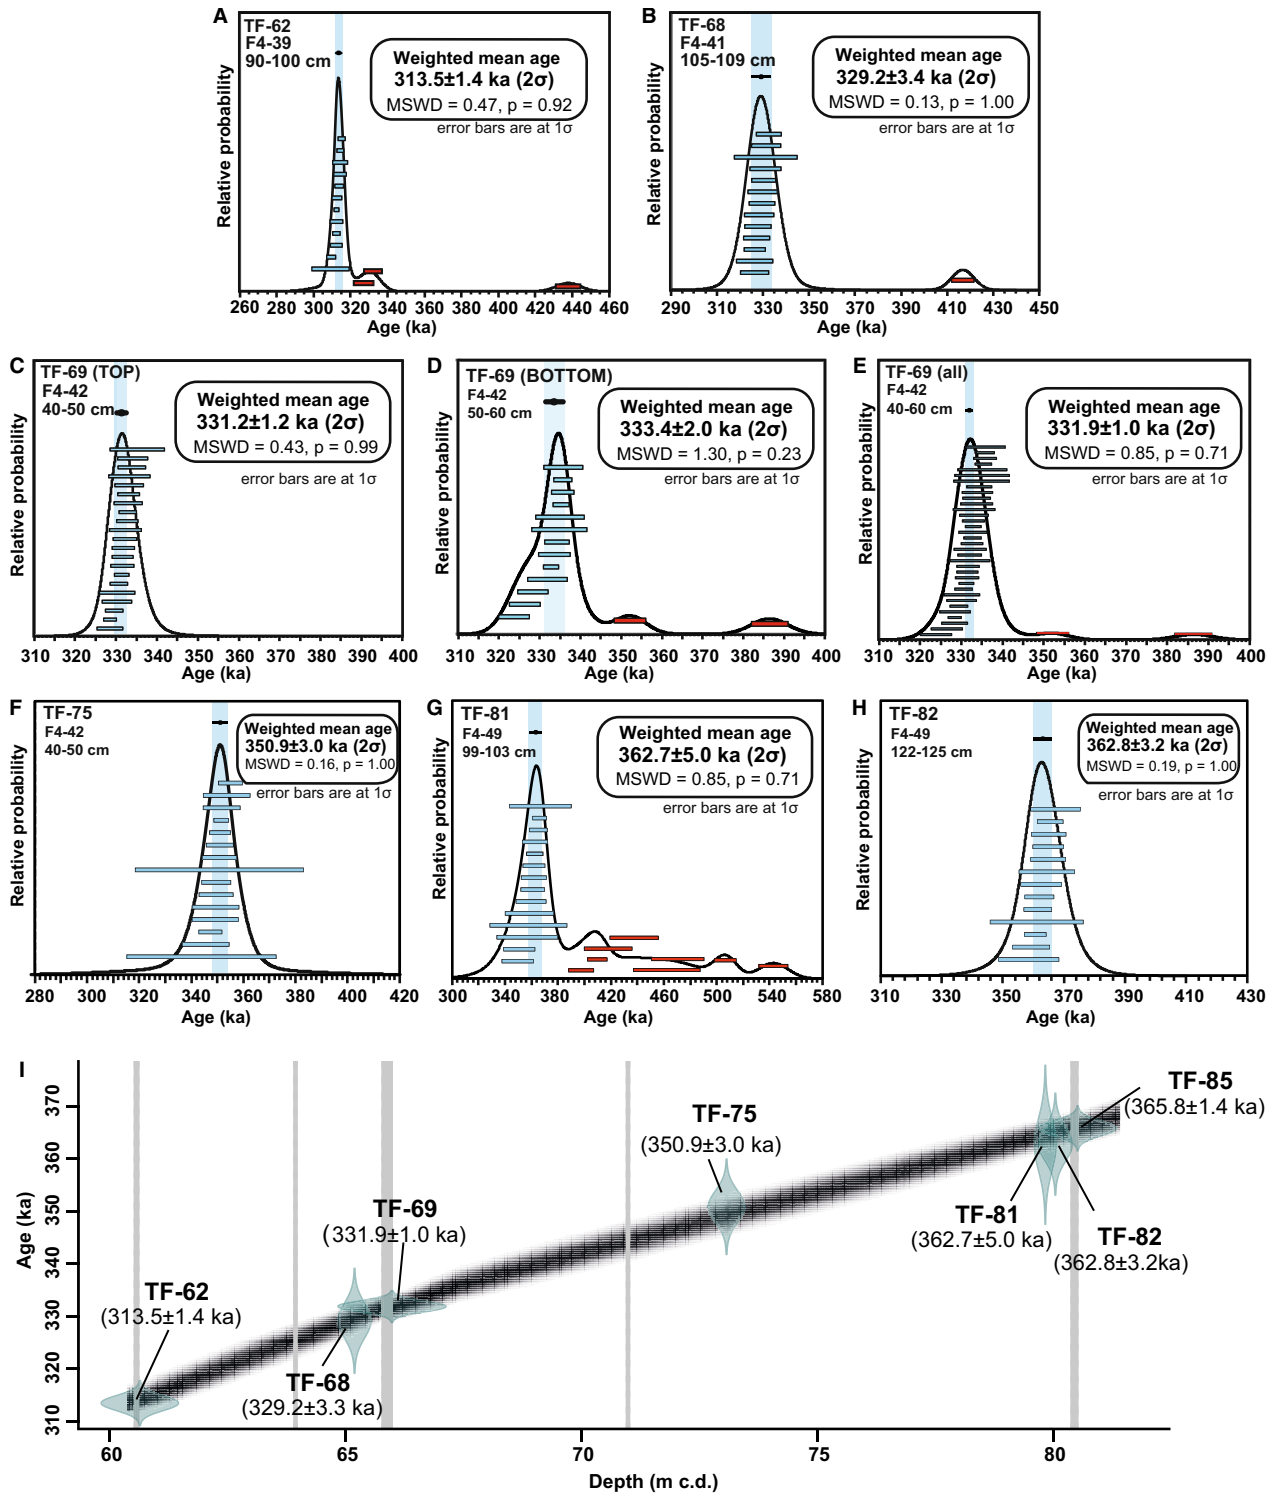 A
TF-62
F4-39
90-100 cm
Weighted mean age
313.5±1.4 ka (2σ)
MSWD = 0.47, p = 0.92
error bars are at 1σ
Relative probability
260 280 300 320 340 360 380 400 420 440 460
Age (ka)
B
TF-68
F4-41
105-109 cm
Weighted mean age
329.2±3.4 ka (2σ)
MSWD = 0.13, p = 1.00
error bars are at 1σ
Relative probability
290 310 330 350 370 390 410 430 450
Age (ka)
C
TF-69 (TOP)
F4-42
40-50 cm
Weighted mean age
331.2±1.2 ka (2σ)
MSWD = 0.43, p = 0.99
error bars are at 1σ
Relative probability
310 320 330 340 350 360 370 380 390 400
Age (ka)
D
TF-69 (BOTTOM)
F4-42
50-60 cm
Weighted mean age
333.4±2.0 ka (2σ)
MSWD = 1.30, p = 0.23
error bars are at 1σ
Relative probability
310 320 330 340 350 360 370 380 390 400
Age (ka)
E
TF-69 (all)
F4-42
40-60 cm
Weighted mean age
331.9±1.0 ka (2σ)
MSWD = 0.85, p = 0.71
error bars are at 1σ
Relative probability
310 320 330 340 350 360 370 380 390 400
Age (ka)
F
TF-75
F4-42
40-50 cm
Weighted mean age
350.9±3.0 ka (2σ)
MSWD = 0.16, p = 1.00
error bars are at 1σ
Relative probability
280 300 320 340 360 380 400 420
Age (ka)
G
TF-81
F4-49
99-103 cm
Weighted mean age
362.7±5.0 ka (2σ)
MSWD = 0.85, p = 0.71
error bars are at 1σ
Relative probability
300 340 380 420 460 500 540 580
Age (ka)
H
TF-82
F4-49
122-125 cm
Weighted mean age
362.8±3.2 ka (2σ)
MSWD = 0.19, p = 1.00
error bars are at 1σ
Relative probability
310 330 350 370 390 410 430
Age (ka)
I
TF-85
(365.8±1.4 ka)
TF-75
(350.9±3.0 ka)
TF-69
(331.9±1.0 ka)
TF-81
(362.7±5.0 ka)
TF-82
(362.8±3.2ka)
TF-62
(313.5±1.4 ka)
TF-68
(329.2±3.3 ka)
Age (ka)
370
360
350
340
330
320
310
60 65 70 75 80
Depth (m c.d.)